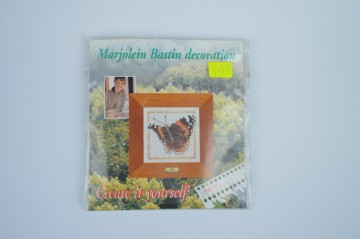 Marjolein Bastin decoration
Create it yourself